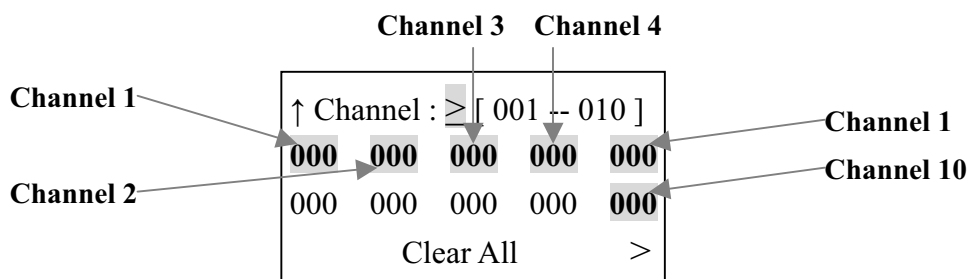 Channel 3 Channel 4
Channel 1
↑ Channel : > [ 001 -- 010 ]
Channel 1
000 000 000 000 000
Channel 10
Channel 2
000 000 000 000 000
Clear All >